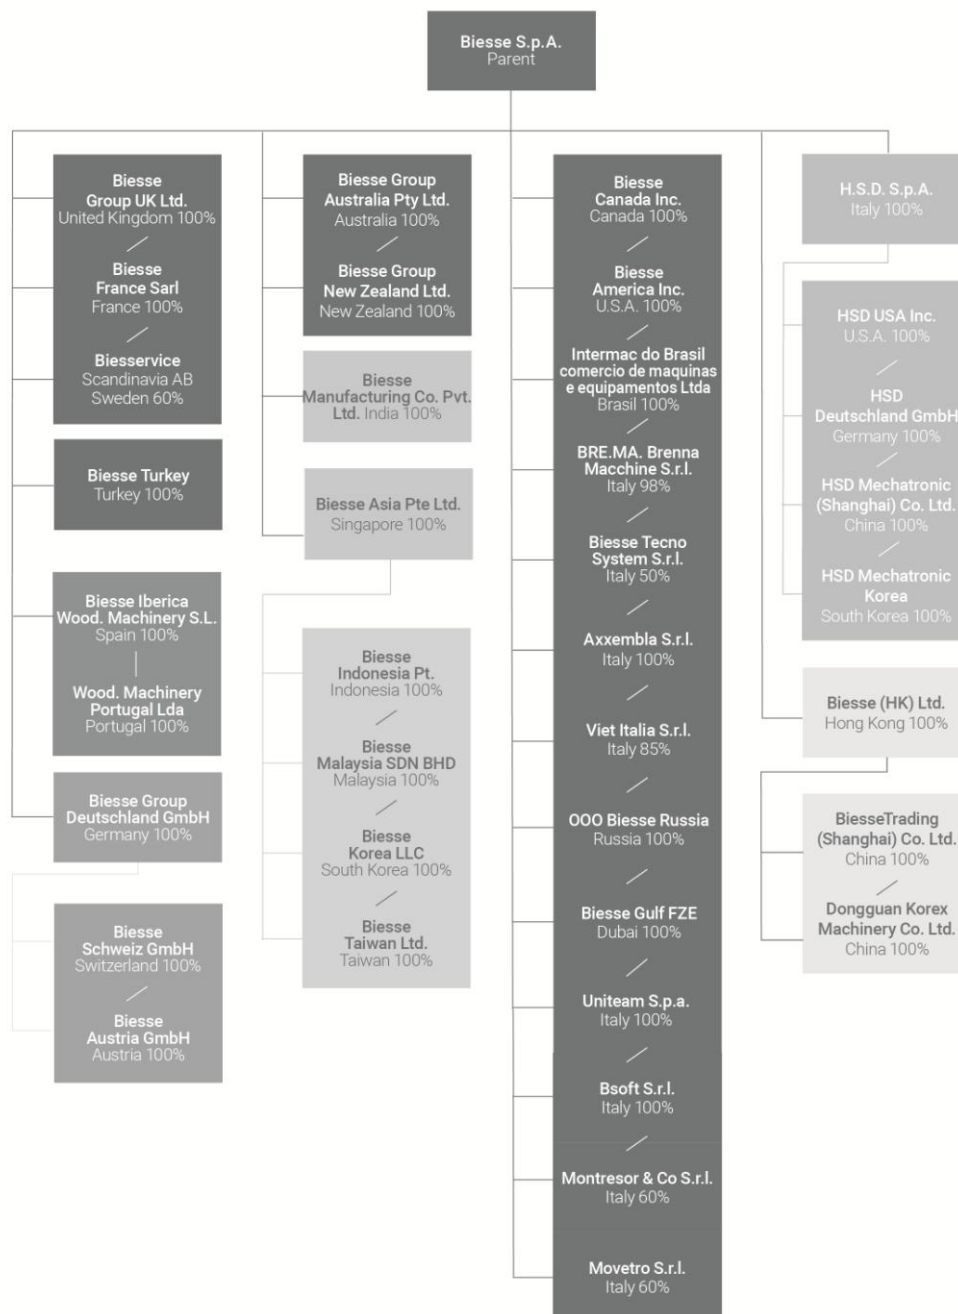 Biesse S.p.A.
Parent
Biesse
Group UK Ltd.
United Kingdom 100%
Biesse
France Sarl
France 100%
Biesservice
Scandinavia AB
Sweden 60%
Biesse Turkey
Turkey 100%
Biesse Iberica
Wood. Machinery S.L.
Spain 100%
Wood. Machinery
Portugal Lda
Portugal 100%
Biesse Group
Deutschland GmbH
Germany 100%
Biesse
Schweiz GmbH
Switzerland 100%
Biesse
Austria GmbH
Austria 100%
Biesse Group
Australia Pty Ltd.
Australia 100%
Biesse Group
New Zealand Ltd.
New Zealand 100%
Biesse
Manufacturing Co. Pvt.
Ltd. India 100%
Biesse Asia Pte Ltd.
Singapore 100%
Biesse
Indonesia Pt.
Indonesia 100%
Biesse
Malaysia SDN BHD
Malaysia 100%
Biesse
Korea LLC
South Korea 100%
Biesse
Taiwan Ltd.
Taiwan 100%
Biesse
Canada Inc.
Canada 100%
Biesse
America Inc.
U.S.A. 100%
Intermac do Brasil
comercio de maquinas
e equipamentos Ltda
Brasil 100%
BRE.MA. Brenna
Macchine S.r.l.
Italy 98%
Biesse Tecno
System S.r.l.
Italy 50%
Axxembla S.r.l.
Italy 100%
Viet Italia S.r.l.
Italy 85%
OOO Biesse Russia
Russia 100%
Biesse Gulf FZE
Dubai 100%
Uniteam S.p.a.
Italy 100%
Bsoft S.r.l.
Italy 100%
Montresor & Co S.r.l.
Italy 60%
Movetro S.r.l.
Italy 60%
H.S.D. S.p.A.
Italy 100%
HSD USA Inc.
U.S.A. 100%
HSD
Deutschland GmbH
Germany 100%
HSD Mechatronic
(Shanghai) Co. Ltd.
China 100%
HSD Mechatronic
Korea
South Korea 100%
Biesse (HK) Ltd.
Hong Kong 100%
BiesseTrading
(Shanghai) Co. Ltd.
China 100%
Dongguan Korex
Machinery Co. Ltd.
China 100%